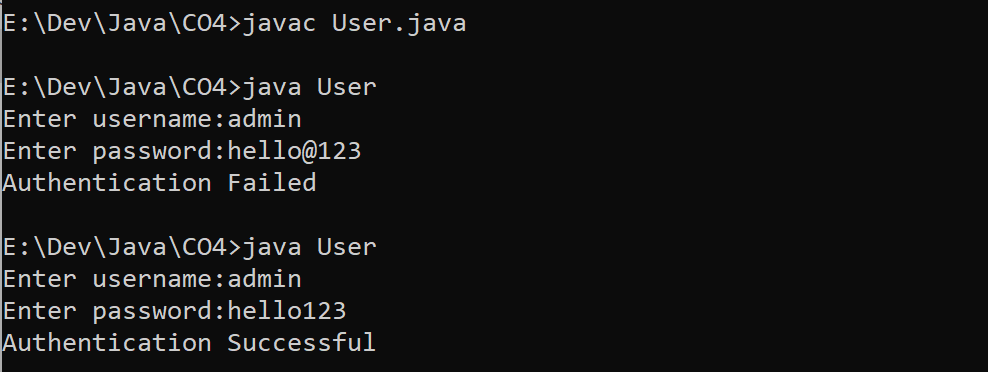 E:\Dev\Java\CO4>javac User.java
E:\Dev\Java\CO4>java User
Enter username:admin
Enter password:hello@123
Authentication Failed
E:\Dev\Java\CO4>java User
Enter username:admin
Enter password:hello123
Authentication Successful